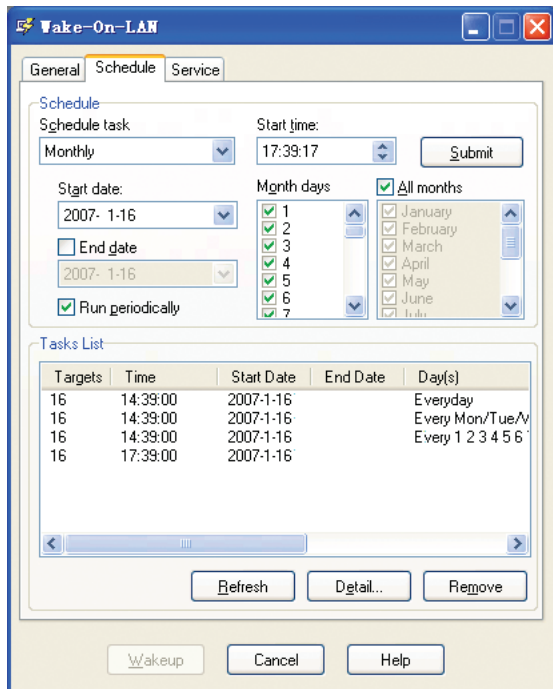 Wake-On-LAN
General Schedule Service
Schedule
Schedule task
Start time:
Monthly
17:39:17
Submit
Start date:
Month days
All months
2007- 1-16
End date
2007- 1-16
Run periodically
1
2
3
4
5
6
7
January
February
March
April
May
June
July
Tasks List
Targets Time Start Date End Date Day(s)
16 14:39:00 2007-1-16 Everyday
16 14:39:00 2007-1-16 Every Mon/Tue/
16 14:39:00 2007-1-16 Every 1 2 3 4 5 6
16 17:39:00 2007-1-16
Refresh Detail... Remove
Wakeup Cancel Help